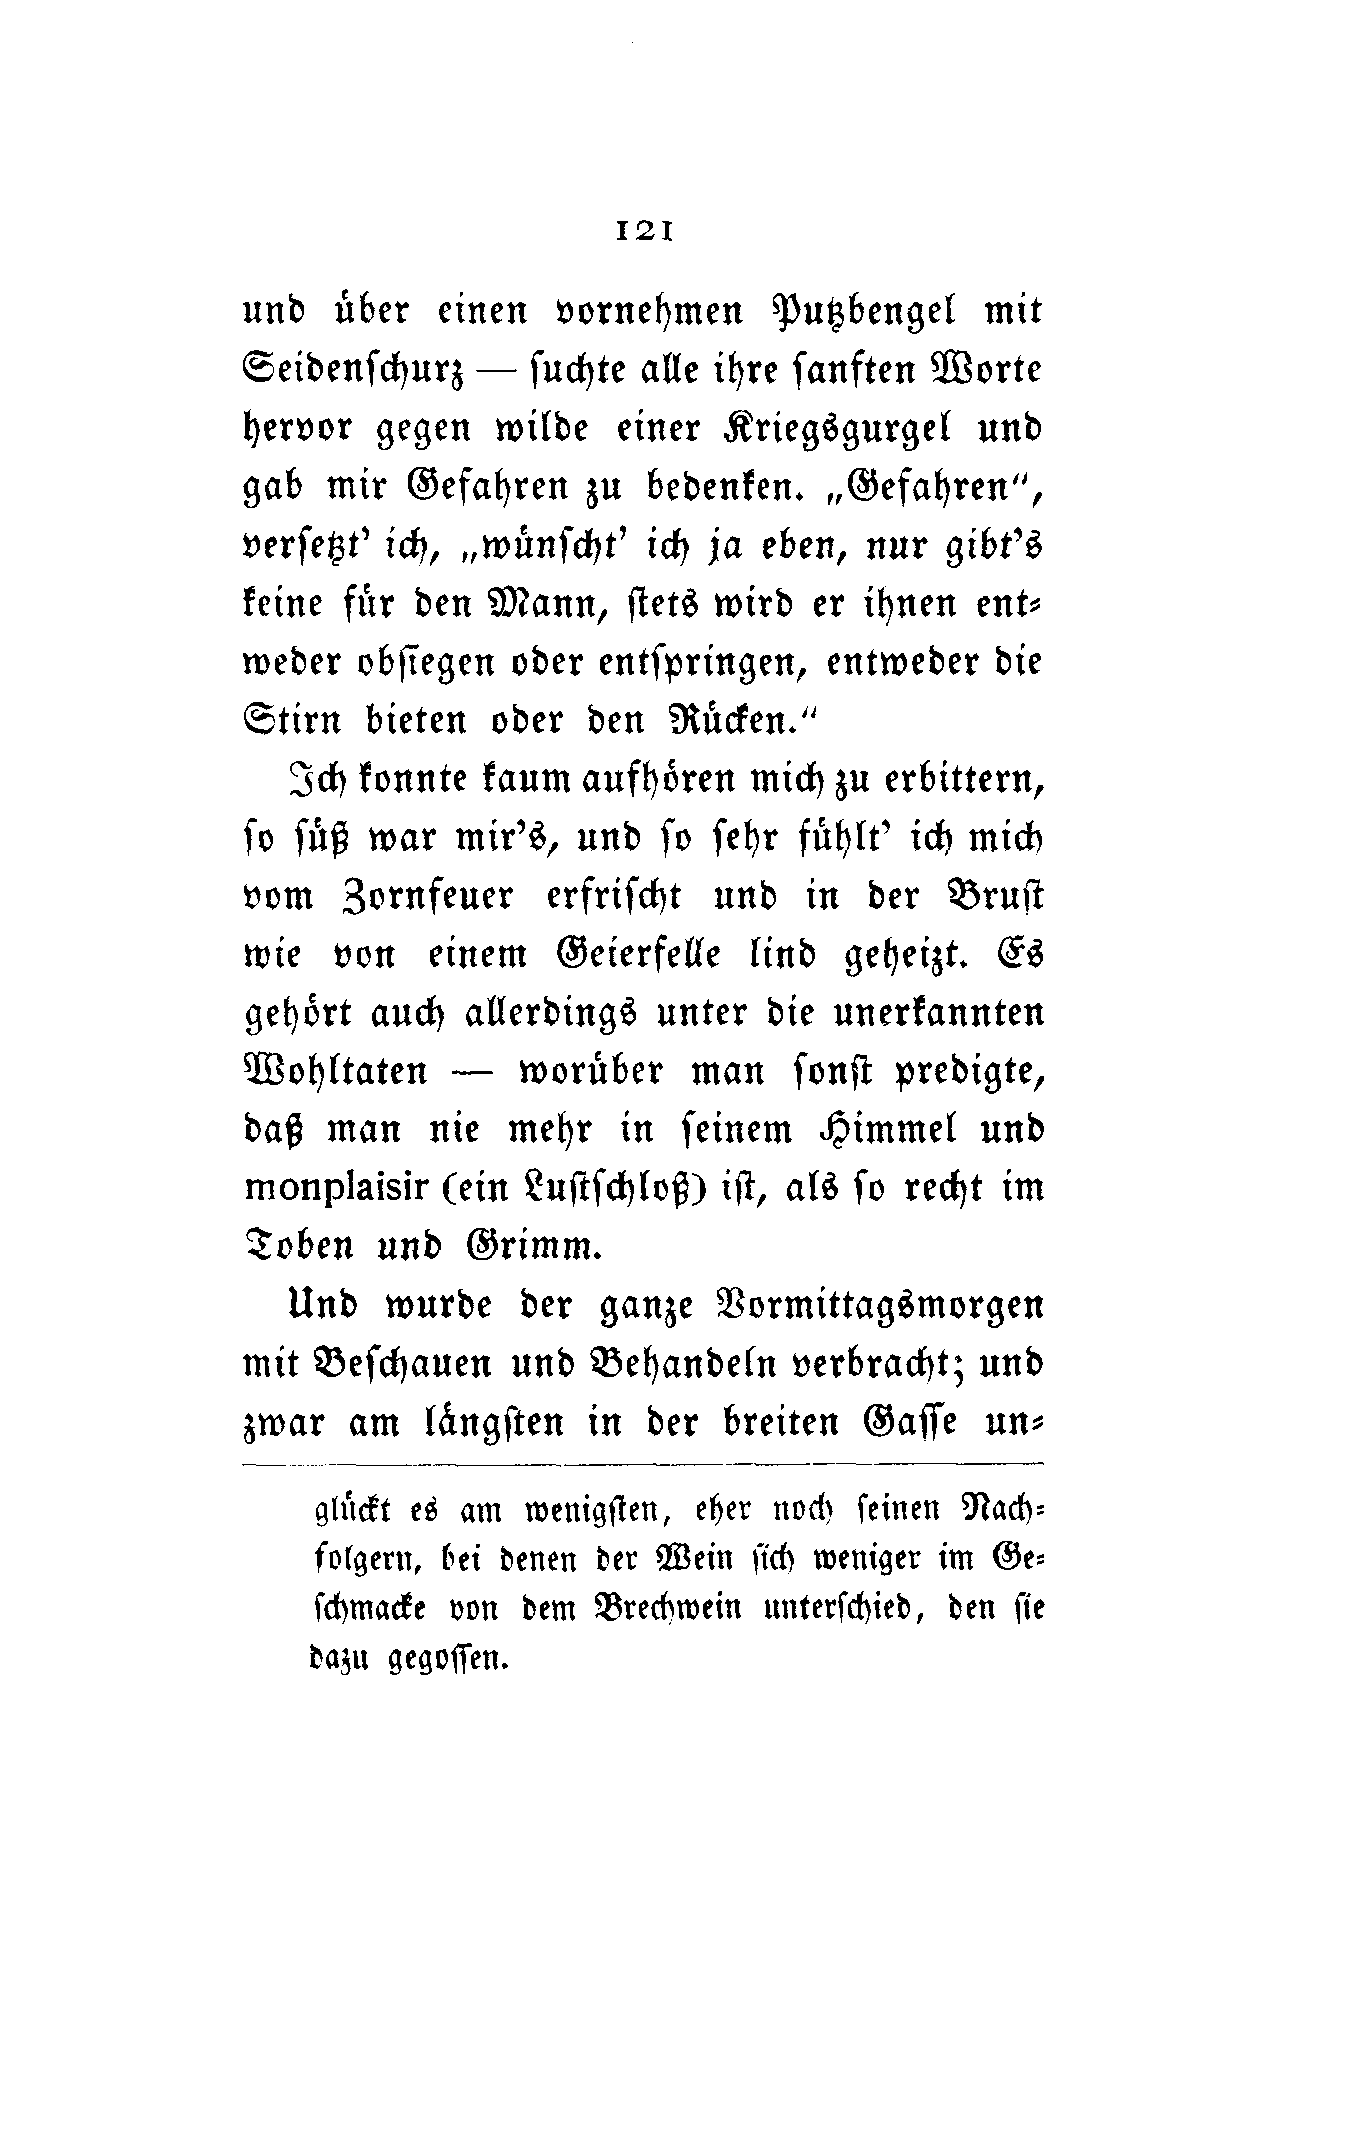 121
und über einen vornehmen Putzbengel mit
Seidenſchurz — ſuchte alle ihre ſanften Worte
hervor gegen wilde einer Kriegsgurgel und
gab mir Gefahren zu bedenken. „Gefahren“,
verſetzt’ ich, „wünſcht’ ich ja eben, nur gibt’s
keine für den Mann, ſtets wird er ihnen ent⸗
weder obſiegen oder entſpringen, entweder die
Stirn bieten oder den Rücken.“
Ich konnte kaum aufhören mich zu erbittern,
ſo ſüß war mir’s, und ſo ſehr fühlt’ ich mich
vom Zornfeuer erfriſcht und in der Bruſt
wie von einem Geierfelle lind geheizt. Es
gehört auch allerdings unter die unerkannten
Wohltaten — worüber man ſonſt predigte,
daß man nie mehr in ſeinem Himmel und
monplaisir (ein Luſtſchloß) iſt, als ſo recht im
Toben und Grimm.
Und wurde der ganze Vormittagsmorgen
mit Beſchauen und Behandeln verbracht; und
zwar am längſten in der breiten Gaſſe un⸗
glückt es am wenigſten, eher noch ſeinen Nach⸗
folgern, bei denen der Wein ſich weniger im Ge⸗
ſchmacke von dem Brechwein unterſchied, den ſie
dazu gegoſſen.